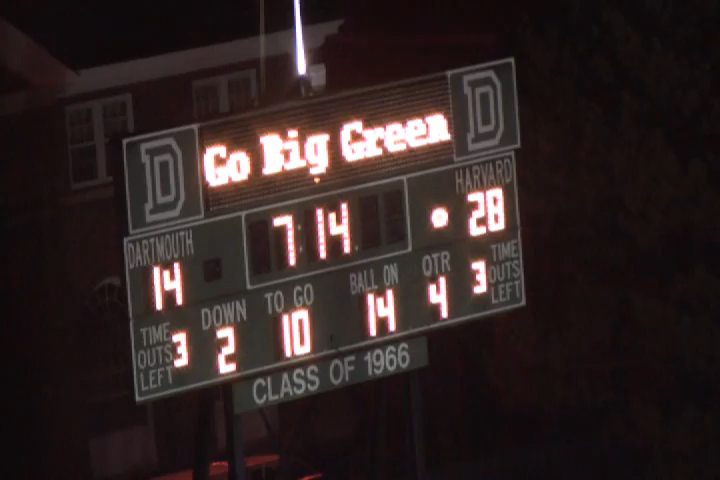 D Go Big Green D
DARTMOUTH 7:14 HARVARD
14 28
TIME OUTS LEFT 3 DOWN 2 TO GO 10 BALL ON 14 QTR 4 3 TIME OUTS LEFT
CLASS OF 1966